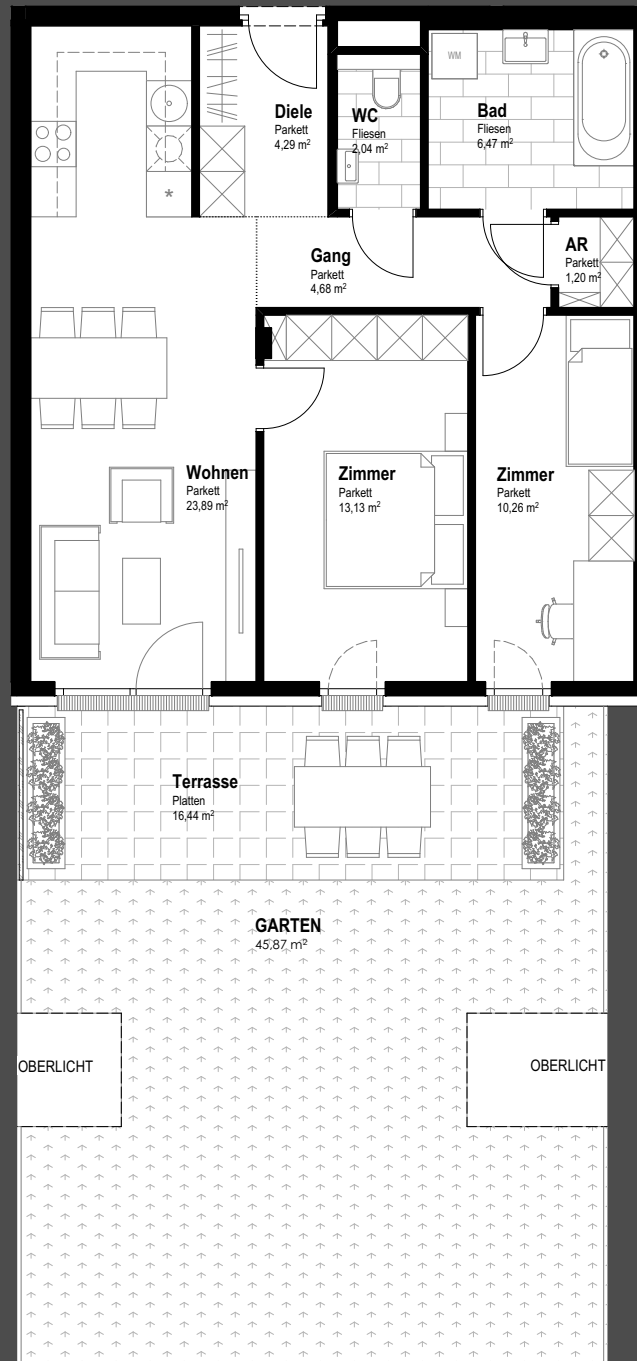 WM
Diele
Parkett
4,29 m²
WC
Fliesen
2,04 m²
Bad
Fliesen
6,47 m²
*
Gang
Parkett
4,68 m²
AR
Parkett
1,20 m²
Wohnen
Parkett
23,89 m²
Zimmer
Parkett
13,13 m²
Zimmer
Parkett
10,26 m²
Terrasse
Platten
16,44 m²
GARTEN
45,87 m²
OBERLICHT
OBERLICHT